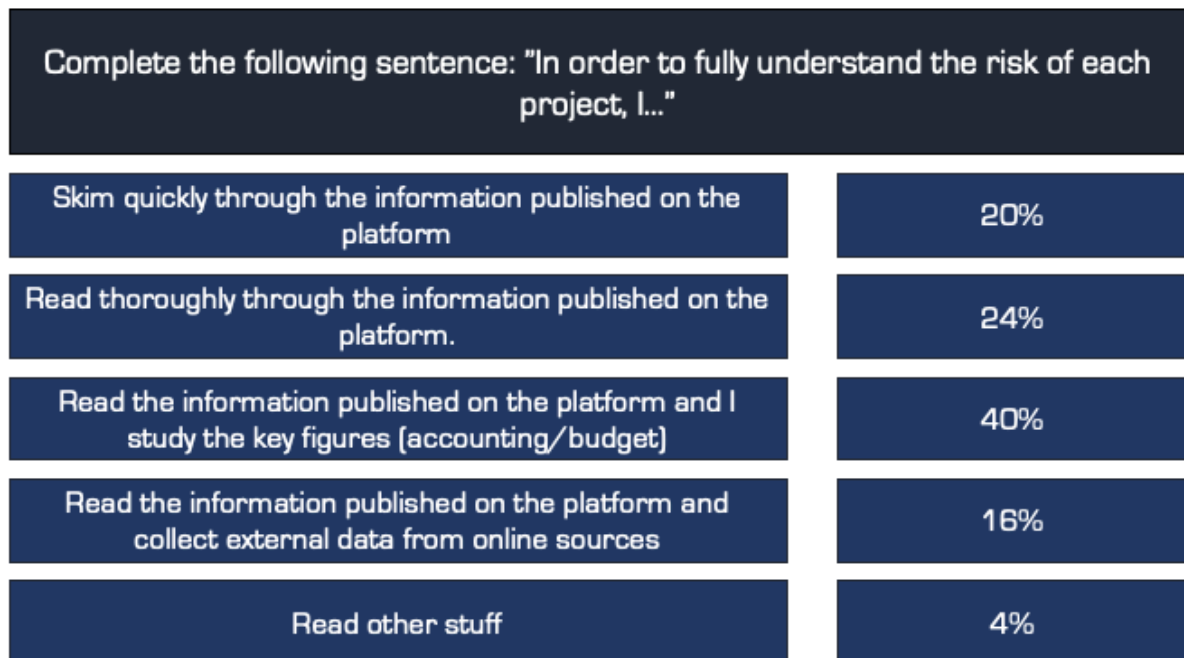 Complete the following sentence: "In order to fully understand the risk of each
project, I..."
Skim quickly through the information published on the
platform
20%
Read thoroughly through the information published on the
platform.
24%
Read the information published on the platform and I
study the key figures (accounting/budget)
40%
Read the information published on the platform and
collect external data from online sources
16%
Read other stuff
4%